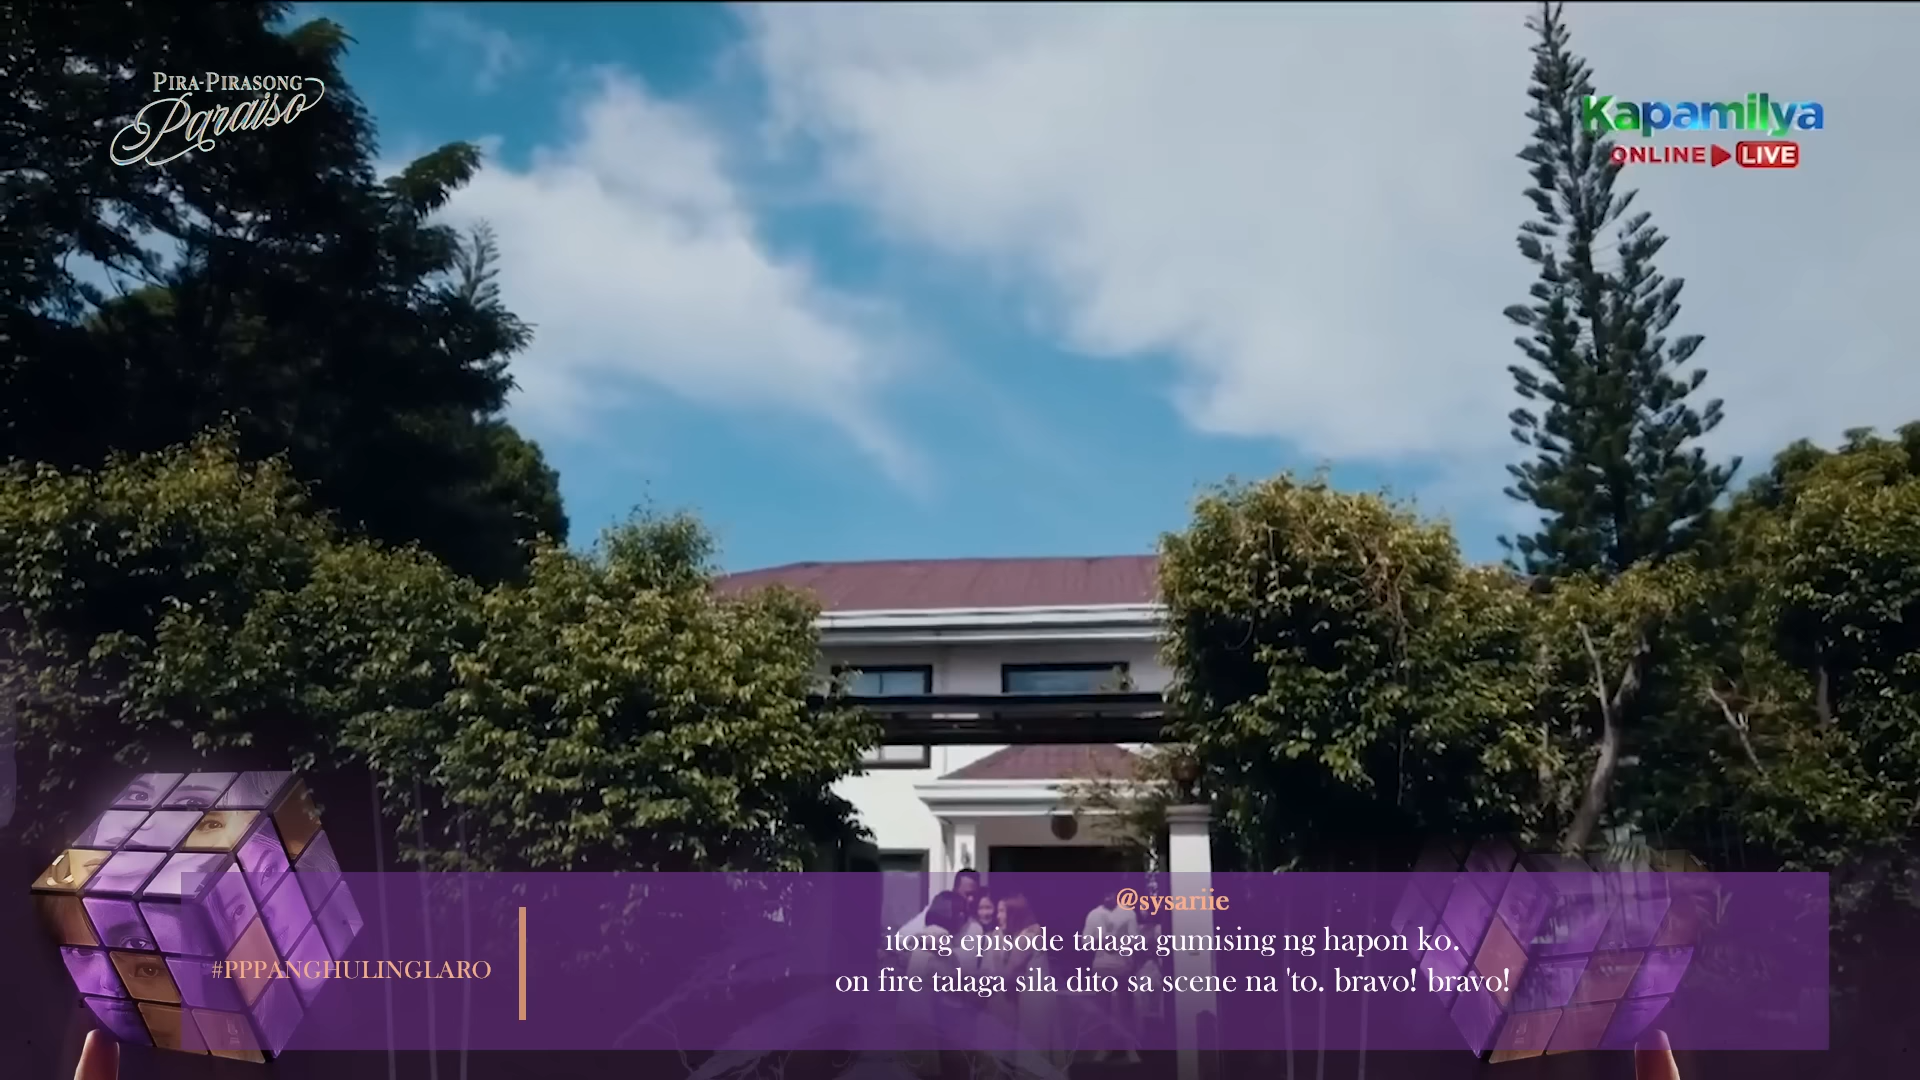 PIRA-PIRASONG
Paraiso
Kapamilya
ONLINE LIVE
@sysariie
itong episode talaga gumising ng hapon ko.
on fire talaga sila dito sa scene na 'to. bravo! bravo!
#PPPANGHULINGLARO